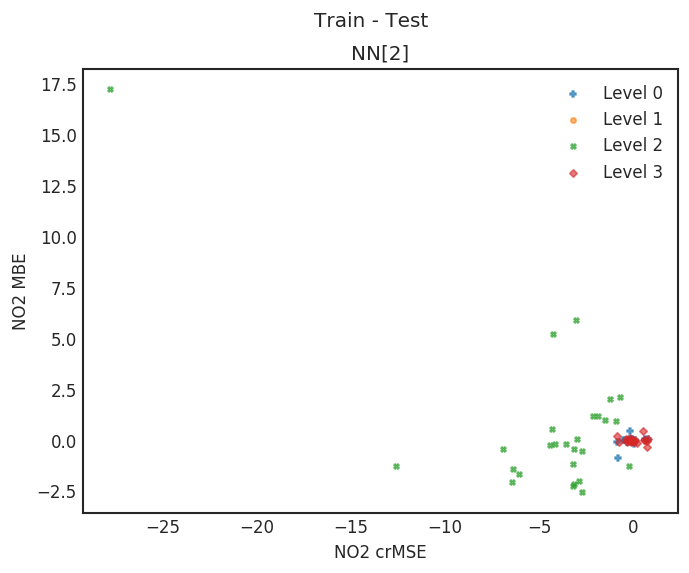 Train - Test
NN[2]
17.5
15.0
12.5
10.0
7.5
5.0
2.5
0.0
−2.5
NO2 MBE
Level 0
Level 1
Level 2
Level 3
−25
−20
−15
−10
−5
0
NO2 crMSE